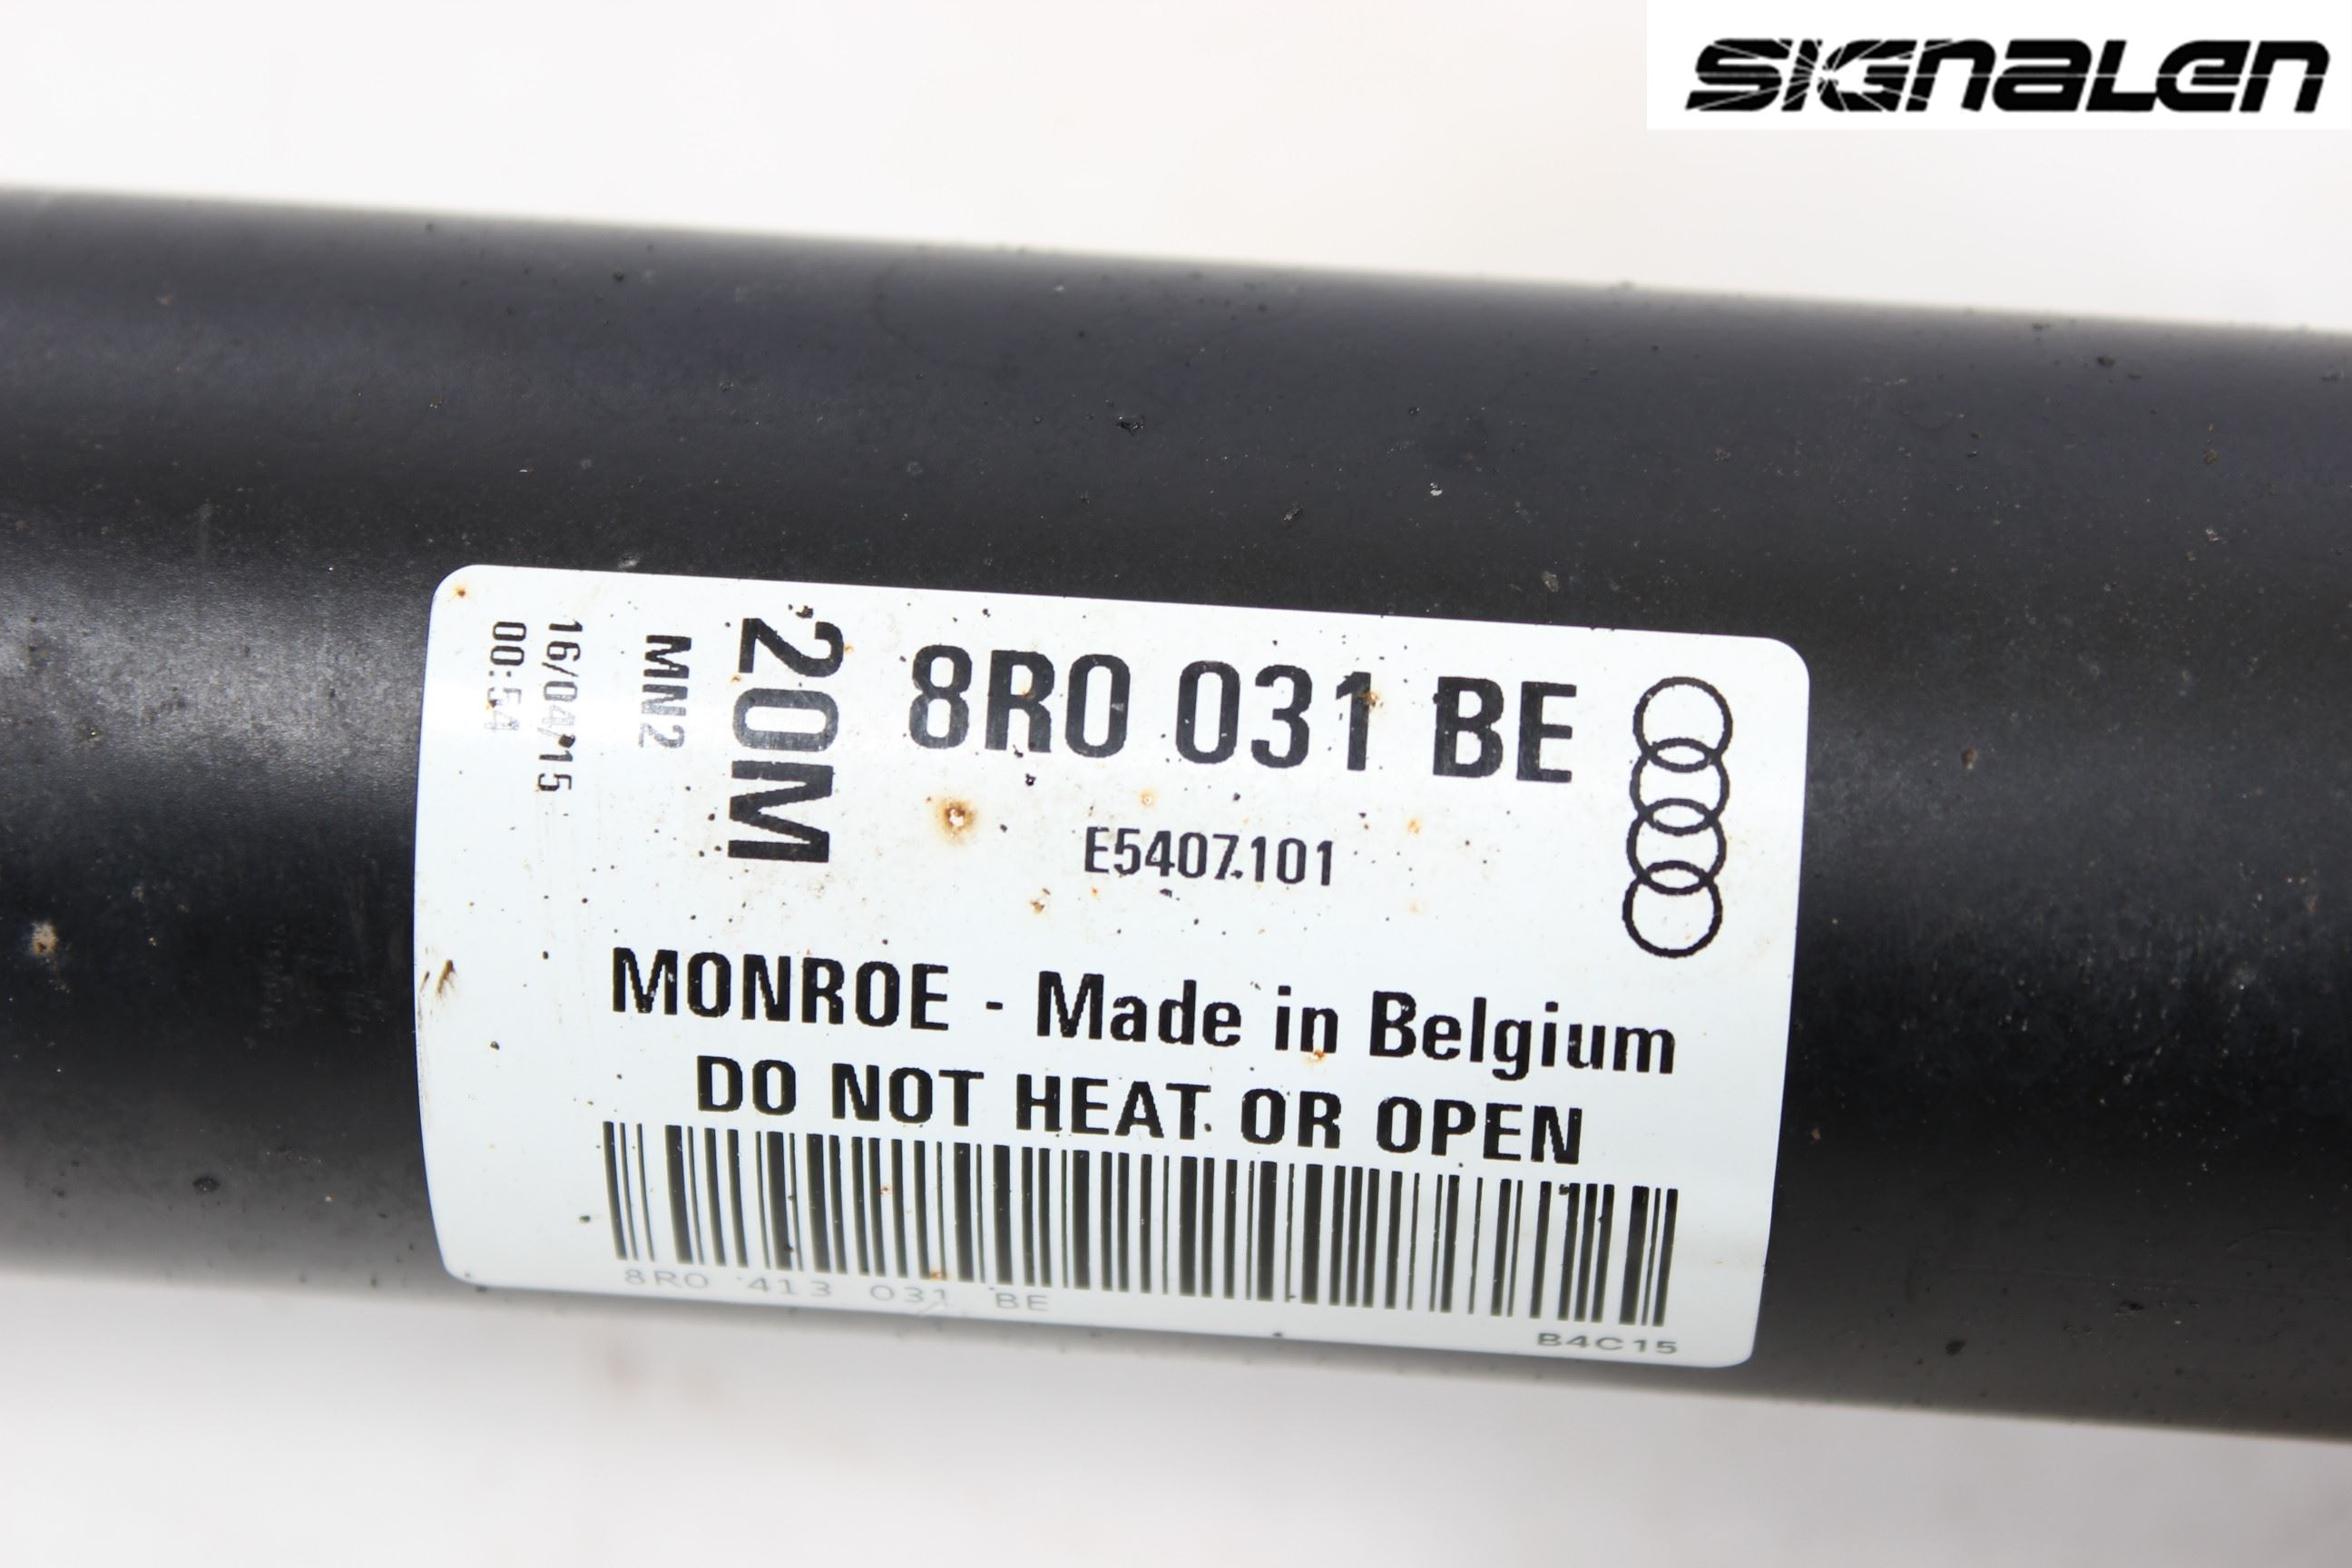 SIGNALEN
8R0 031 BE
20M
MN2
16/04/15
00:54
E5407.101
MONROE - Made in Belgium
DO NOT HEAT OR OPEN
8R0 413 031 BE
B4C15